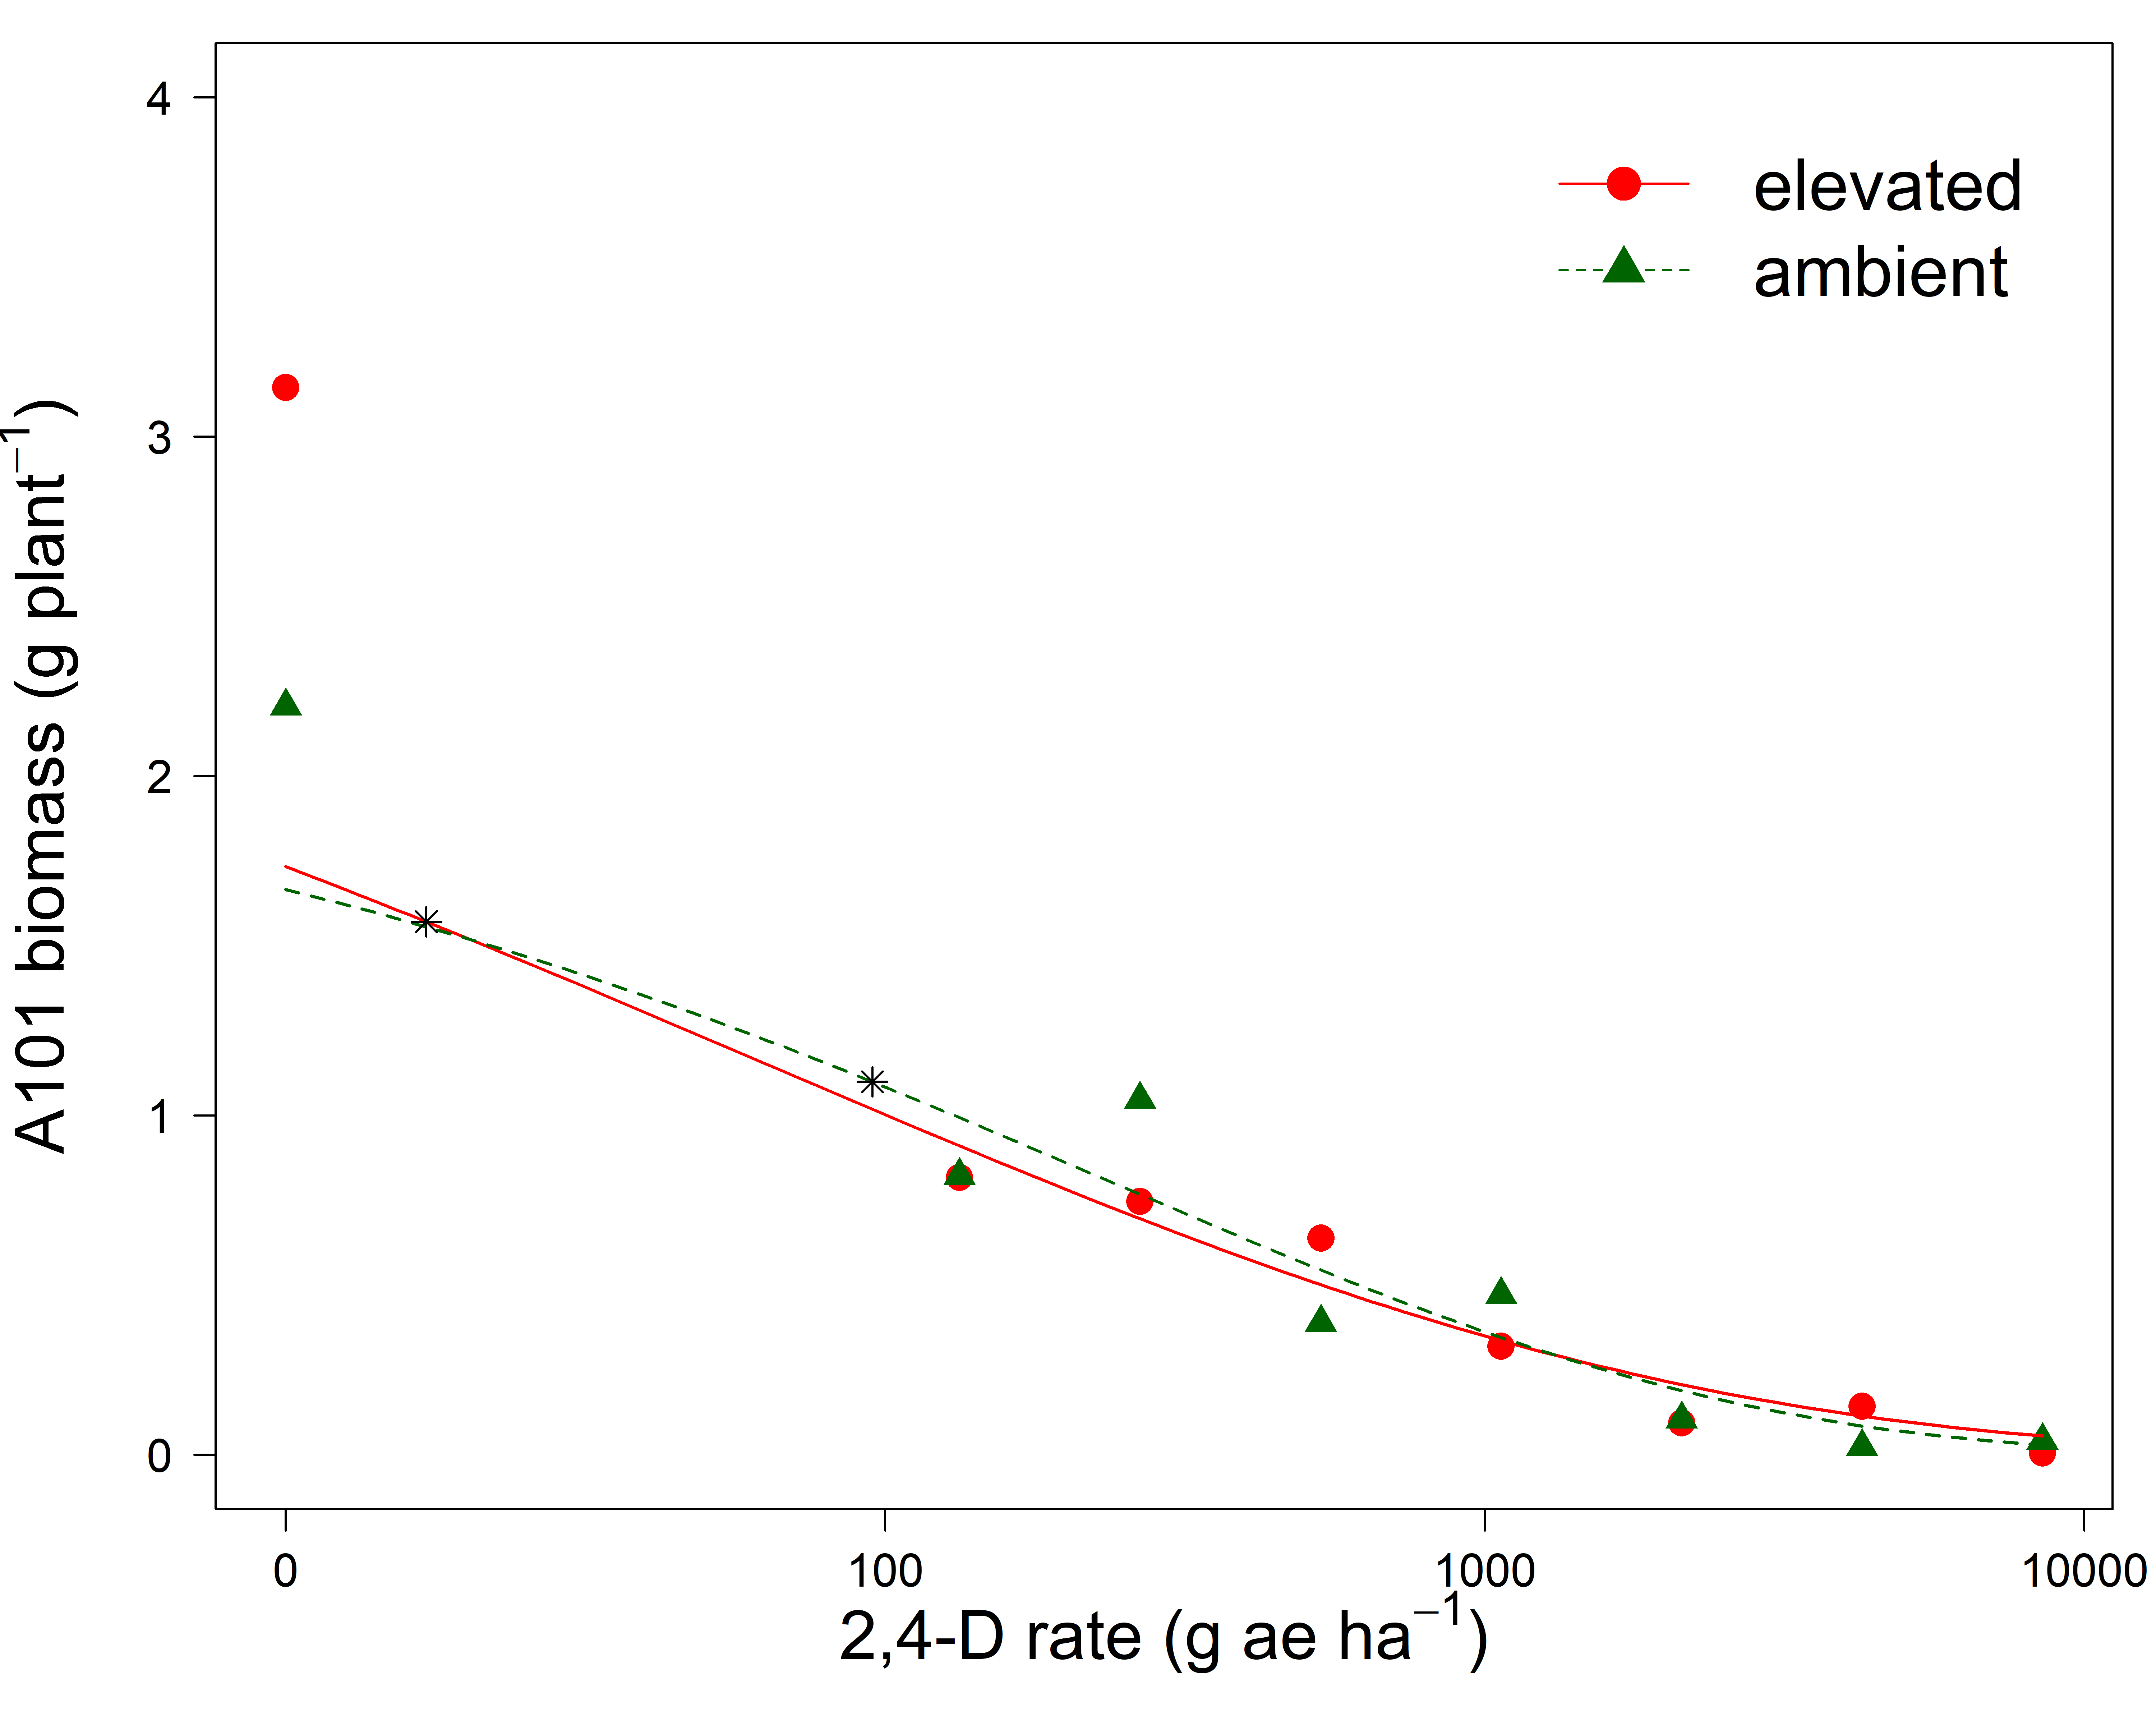 A101 biomass (g plant⁻¹)
4
3
2
1
0
elevated
ambient
0 100 1000 10000
2,4-D rate (g ae ha⁻¹)